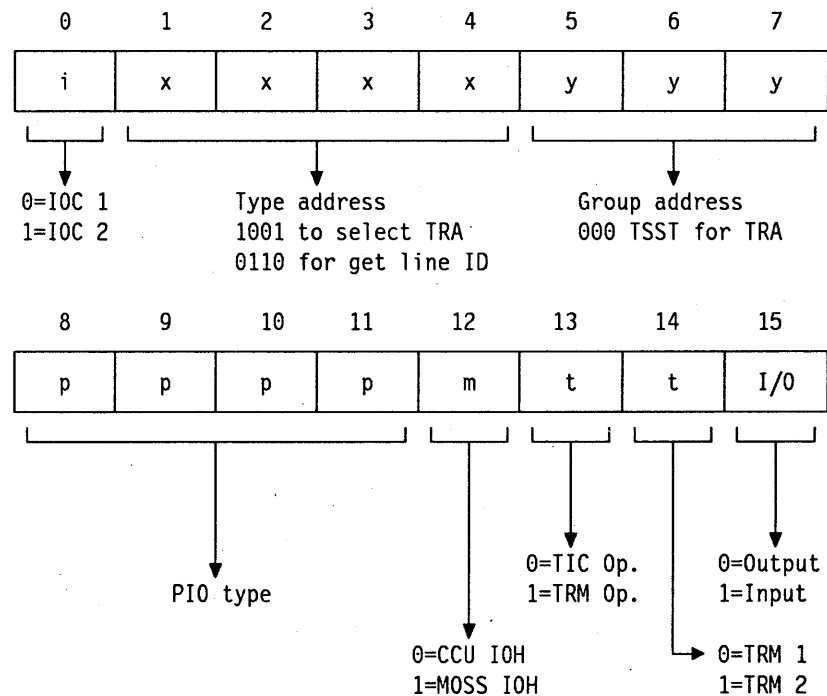 0 1 2 3 4 5 6 7
i x x x x y y y
0=IOC 1
1=IOC 2
Type address
1001 to select TRA
0110 for get line ID
Group address
000 TSST for TRA
8 9 10 11 12 13 14 15
p p p p m t t I/O
PIO type
0=CCU IOH
1=MOSS IOH
0=TIC Op.
1=TRM Op.
0=TRM 1
1=TRM 2
0=Output
1=Input